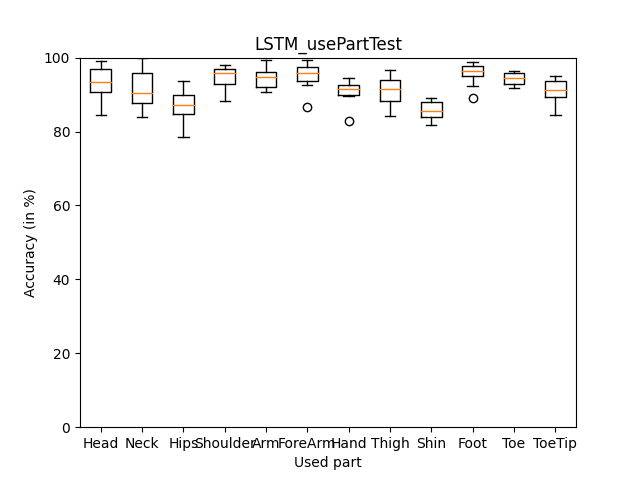 LSTM_usePartTest
100
80
60
40
20
0
Accuracy (in %)
Head Neck Hips Shoulder Arm ForeArm Hand Thigh Shin Foot Toe ToeTip
Used part